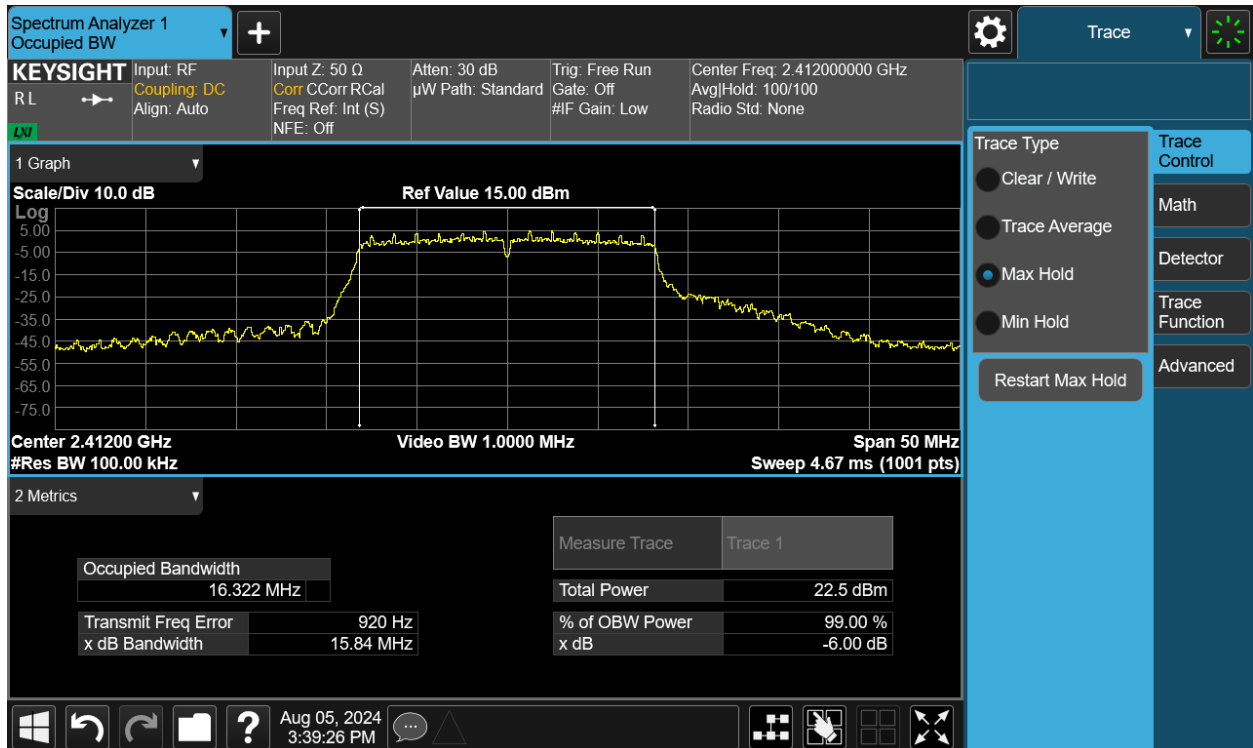 Spectrum Analyzer 1
Occupied BW
+
Trace
KEYSIGHT
R L
LXI
Input: RF
Coupling: DC
Align: Auto
Input Z: 50 Ω
Corr CCorr RCal
Freq Ref: Int (S)
NFE: Off
Atten: 30 dB
µW Path: Standard
Trig: Free Run
Gate: Off
#IF Gain: Low
Center Freq: 2.412000000 GHz
Avg|Hold: 100/100
Radio Std: None
1 Graph
Scale/Div 10.0 dB
Ref Value 15.00 dBm
Log
5.00
-5.00
-15.0
-25.0
-35.0
-45.0
-55.0
-65.0
-75.0
Center 2.41200 GHz
#Res BW 100.00 kHz
Video BW 1.0000 MHz
Span 50 MHz
Sweep 4.67 ms (1001 pts)
2 Metrics
Measure Trace Trace 1
Occupied Bandwidth
16.322 MHz
Total Power 22.5 dBm
Transmit Freq Error 920 Hz
x dB Bandwidth 15.84 MHz
% of OBW Power 99.00 %
x dB -6.00 dB
Trace Type
Clear / Write
Trace Average
Max Hold
Min Hold
Restart Max Hold
Trace
Control
Math
Detector
Trace
Function
Advanced
?
Aug 05, 2024
3:39:26 PM